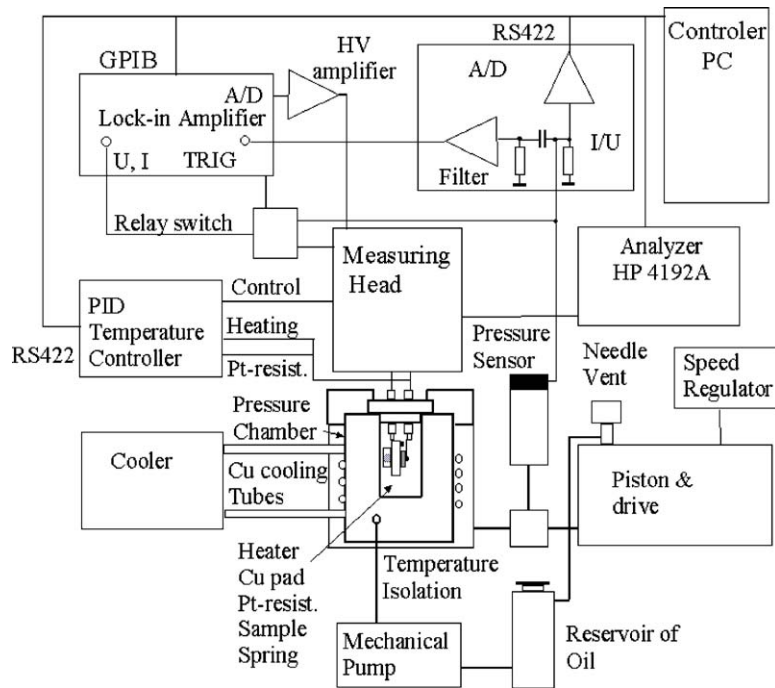 HV
amplifier
RS422
Controler
PC
GPIB
A/D
A/D
Lock-in Amplifier
U, I TRIG
I/U
Filter
Relay switch
Measuring
Head
Analyzer
HP 4192A
PID
Temperature
Controller
Control
Heating
Pt-resist.
RS422
Pressure
Sensor
Needle
Vent
Speed
Regulator
Pressure
Chamber
Cooler
Cu cooling
Tubes
Piston &
drive
Heater
Cu pad
Pt-resist.
Sample
Spring
Temperature
Isolation
Mechanical
Pump
Reservoir of
Oil